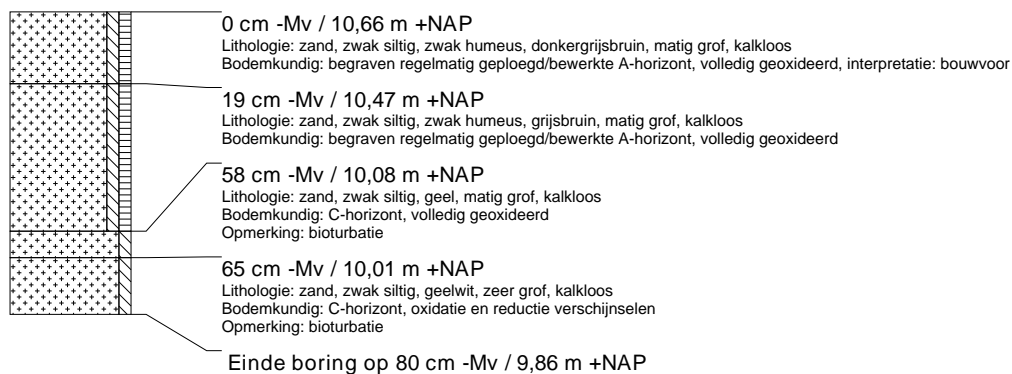 0 cm -Mv / 10,66 m +NAP
Lithologie: zand, zwak siltig, zwak humeus, donkergrijsbruin, matig grof, kalkloos
Bodemkundig: begraven regelmatig geploegd/bewerkte A-horizont, volledig geoxideerd, interpretatie: bouwvoor
19 cm -Mv / 10,47 m +NAP
Lithologie: zand, zwak siltig, zwak humeus, grijsbruin, matig grof, kalkloos
Bodemkundig: begraven regelmatig geploegd/bewerkte A-horizont, volledig geoxideerd
58 cm -Mv / 10,08 m +NAP
Lithologie: zand, zwak siltig, geel, matig grof, kalkloos
Bodemkundig: C-horizont, volledig geoxideerd
Opmerking: bioturbatie
65 cm -Mv / 10,01 m +NAP
Lithologie: zand, zwak siltig, geelwit, zeer grof, kalkloos
Bodemkundig: C-horizont, oxidatie en reductie verschijnselen
Opmerking: bioturbatie
Einde boring op 80 cm -Mv / 9,86 m +NAP